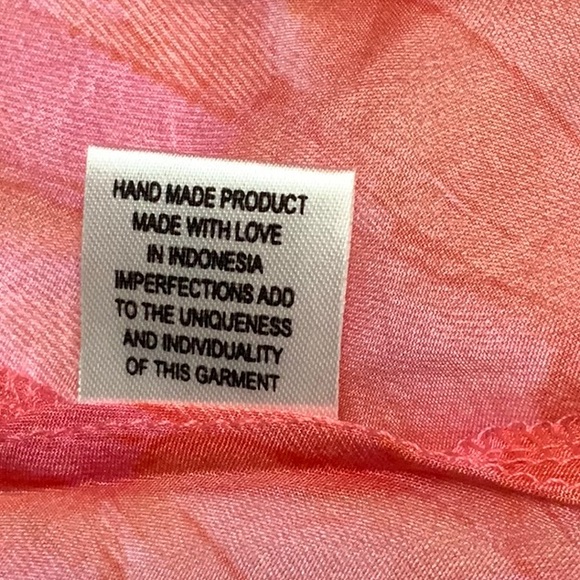 HAND MADE PRODUCT
MADE WITH LOVE
IN INDONESIA
IMPERFECTIONS ADD
TO THE UNIQUENESS
AND INDIVIDUALITY
OF THIS GARMENT